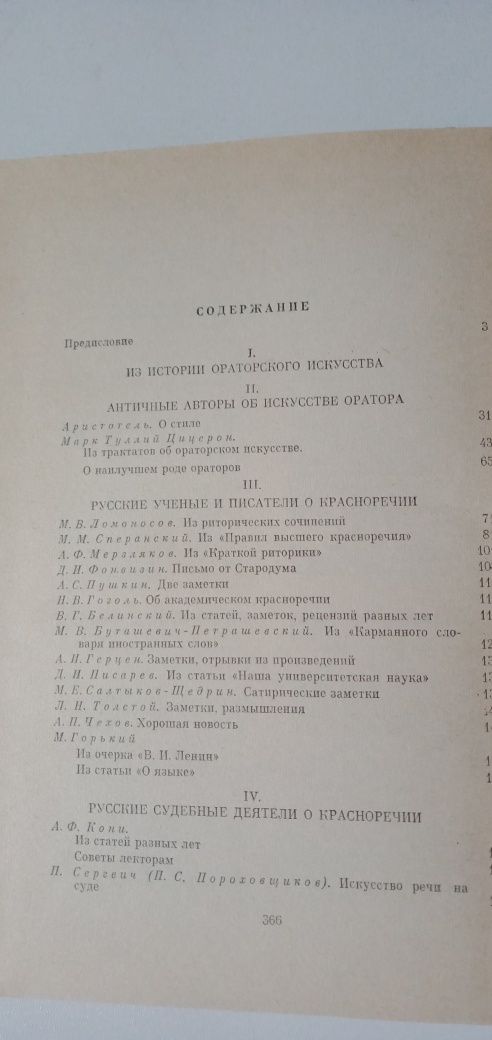 СОДЕРЖАНИЕ
Предисловие 3
I.
ИЗ ИСТОРИИ ОРАТОРСКОГО ИСКУССТВА
II.
АНТИЧНЫЕ АВТОРЫ ОБ ИСКУССТВЕ ОРАТОРА
Аристотель. О стиле 31
Марк Туллий Цицерон.
Из трактатов об ораторском искусстве. 43
О наилучшем роде ораторов 65
III.
РУССКИЕ УЧЕНЫЕ И ПИСАТЕЛИ О КРАСНОРЕЧИИ
М. В. Ломоносов. Из риторических сочинений
М. М. Сперанский. Из «Правил высшего красноречия»
А. Ф. Мерзляков. Из «Краткой риторики»
Д. И. Фонвизин. Письмо от Стародума
А. С. Пушкин. Две заметки
Н. В. Гоголь. Об академическом красноречии
В. Г. Белинский. Из статей, заметок, рецензий разных лет
М. В. Буташевич-Петрашевский. Из «Карманного сло-
варя иностранных слов»
А. И. Герцен. Заметки, отрывки из произведений
Д. И. Писарев. Из статьи «Наша университетская наука»
М. Е. Салтыков-Щедрин. Сатирические заметки
Л. Н. Толстой. Заметки, размышления
А. П. Чехов. Хорошая новость
М. Горький
Из очерка «В. И. Ленин»
Из статьи «О языке»
IV.
РУССКИЕ СУДЕБНЫЕ ДЕЯТЕЛИ О КРАСНОРЕЧИИ
А. Ф. Кони.
Из статей разных лет
Советы лекторам
П. Сергеич (П. С. Пороховщиков). Искусство речи на
суде
366